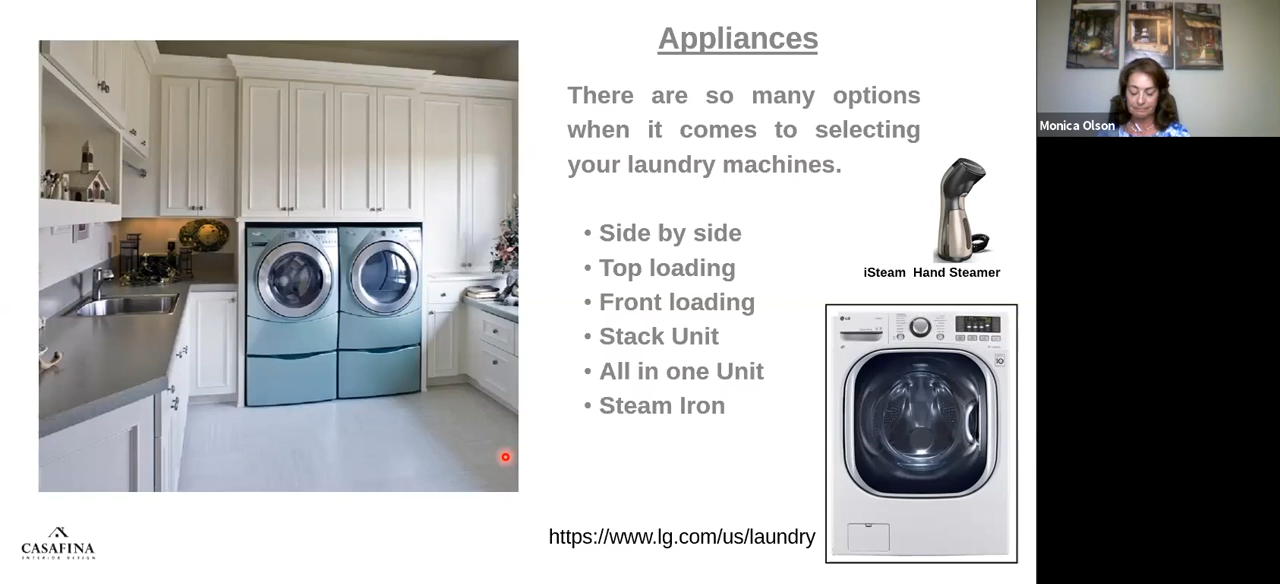 Appliances
There are so many options
when it comes to selecting
your laundry machines.
• Side by side
• Top loading
• Front loading
• Stack Unit
• All in one Unit
• Steam Iron
iSteam Hand Steamer
LG
https://www.lg.com/us/laundry
CASAFINA
INTERIOR DESIGN
Monica Olson